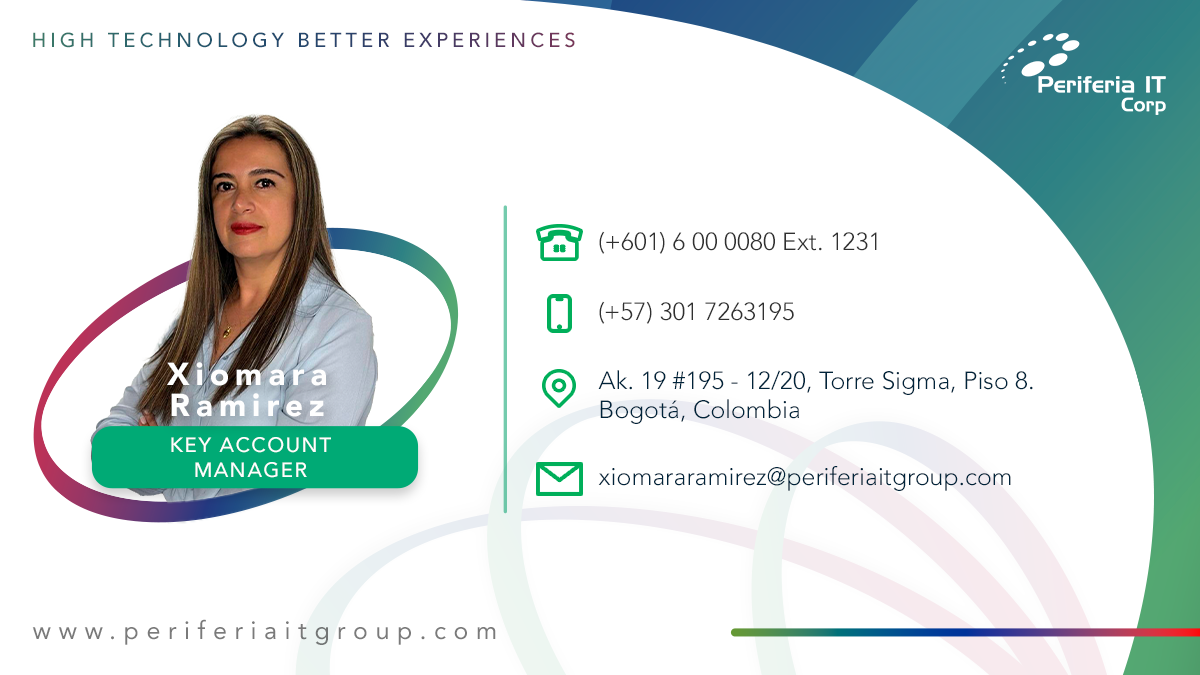 HIGH TECHNOLOGY BETTER EXPERIENCES
Periferia IT
Corp
Xiomara
Ramirez
KEY ACCOUNT
MANAGER
(+601) 6 00 0080 Ext. 1231
(+57) 301 7263195
Ak. 19 #195 - 12/20, Torre Sigma, Piso 8.
Bogotá, Colombia
xiomararamirez@periferiaitgroup.com
www.periferiaitgroup.com